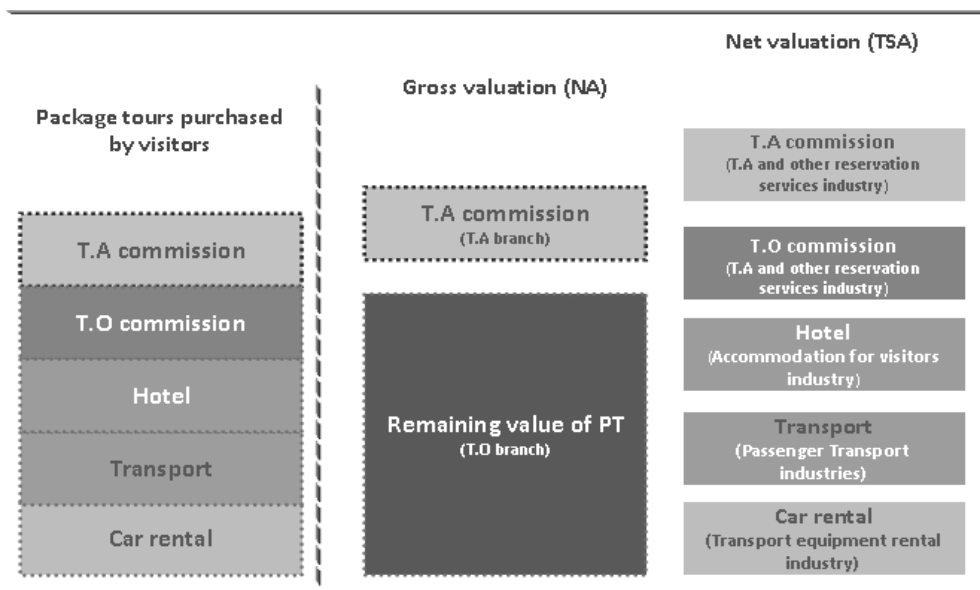 Package tours purchased
by visitors
T.A commission
T.O commission
Hotel
Transport
Car rental
Gross valuation (NA)
T.A commission
(T.A branch)
Remaining value of PT
(T.O branch)
Net valuation (TSA)
T.A commission
(T.A and other reservation
services industry)
T.O commission
(T.A and other reservation
services industry)
Hotel
(Accommodation for visitors
industry)
Transport
(Passenger Transport
industries)
Car rental
(Transport equipment rental
industry)